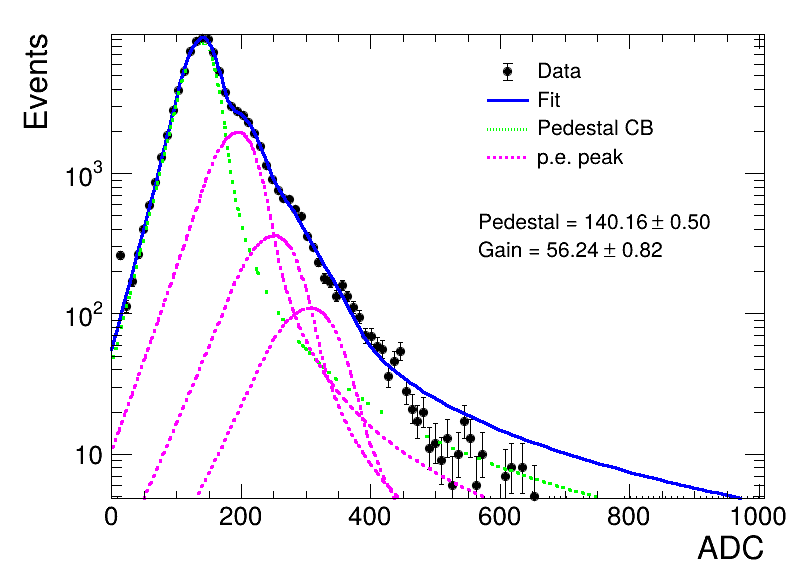 Events
Data
Fit
Pedestal CB
p.e. peak
Pedestal = 140.16 ± 0.50
Gain = 56.24 ± 0.82
10³
10²
10
0 200 400 600 800 1000
ADC